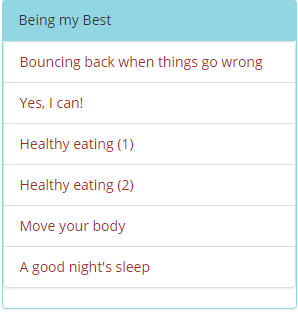 Being my Best
Bouncing back when things go wrong
Yes, I can!
Healthy eating (1)
Healthy eating (2)
Move your body
A good night's sleep